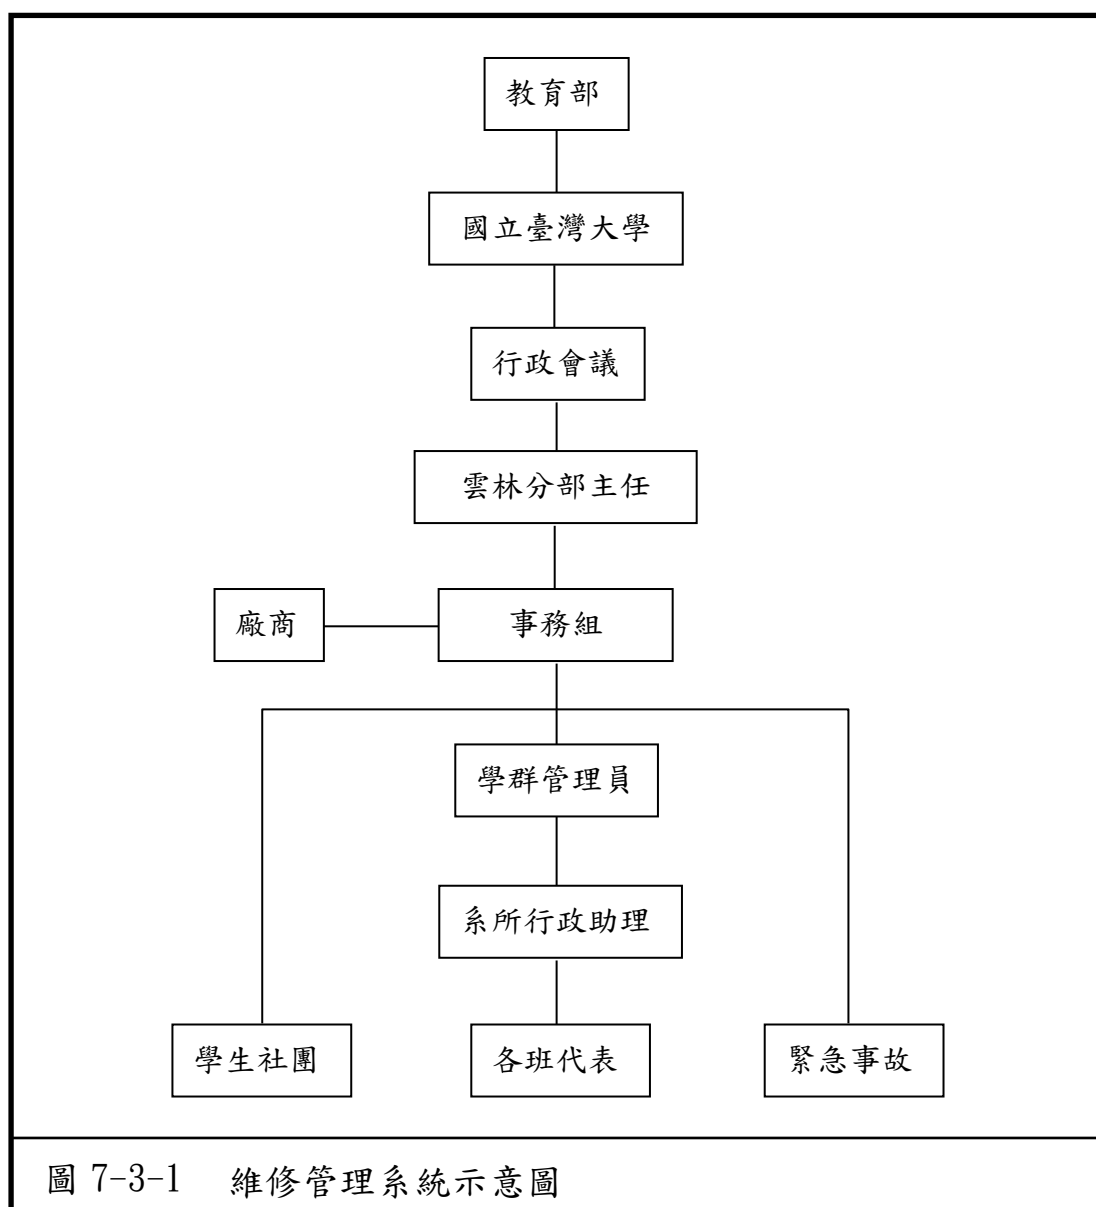 教育部
國立臺灣大學
行政會議
雲林分部主任
廠商
事務組
學群管理員
系所行政助理
學生社團
各班代表
緊急事故
圖 7-3-1 維修管理系統示意圖